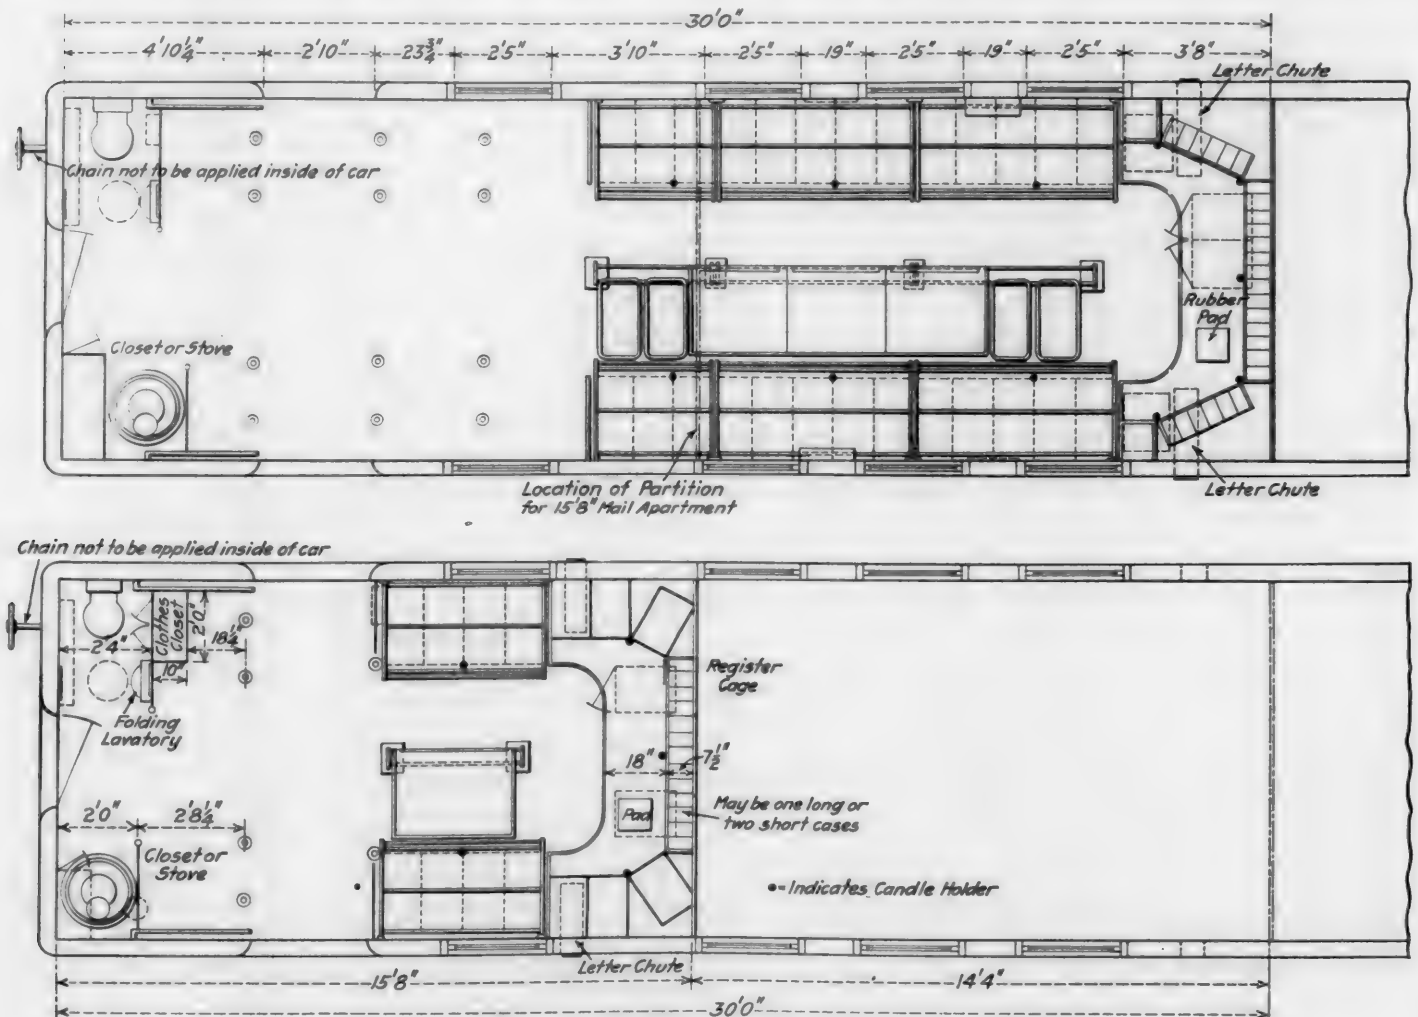 30'0"
4'10¼" 2'10" 23¾" 2'5" 3'10" 2'5" 19" 2'5" 19" 2'5" 3'8"
Letter Chute
Chain not to be applied inside of car
Rubber
Pad
Closet or Stove
Location of Partition
for 15'8" Mail Apartment
Letter Chute
Chain not to be applied inside of car
Clothes
Closet
2'0"
18¼"
24"
10"
Register
Cage
Folding
Lavatory
18"
7½"
2'0" 2'8¼"
Pad
May be one long or
two short cases
Closet or
Stove
•=Indicates Candle Holder
Letter Chute
15'8" 14'4"
30'0"